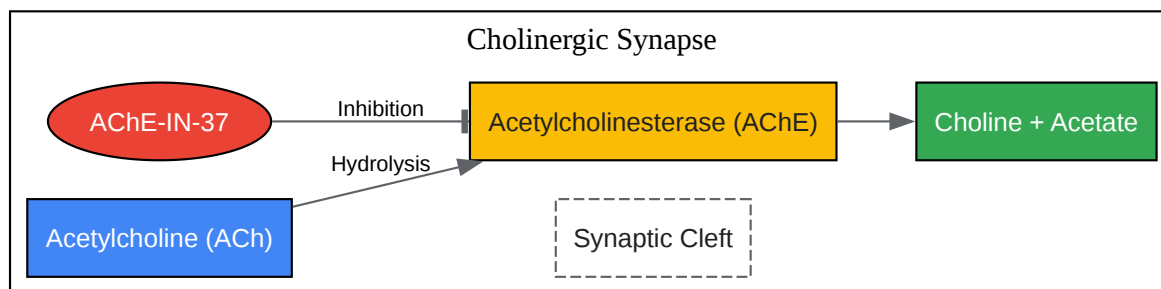 Cholinergic Synapse
AChE-IN-37
Inhibition
Acetylcholinesterase (AChE)
Choline + Acetate
Hydrolysis
Acetylcholine (ACh)
Synaptic Cleft